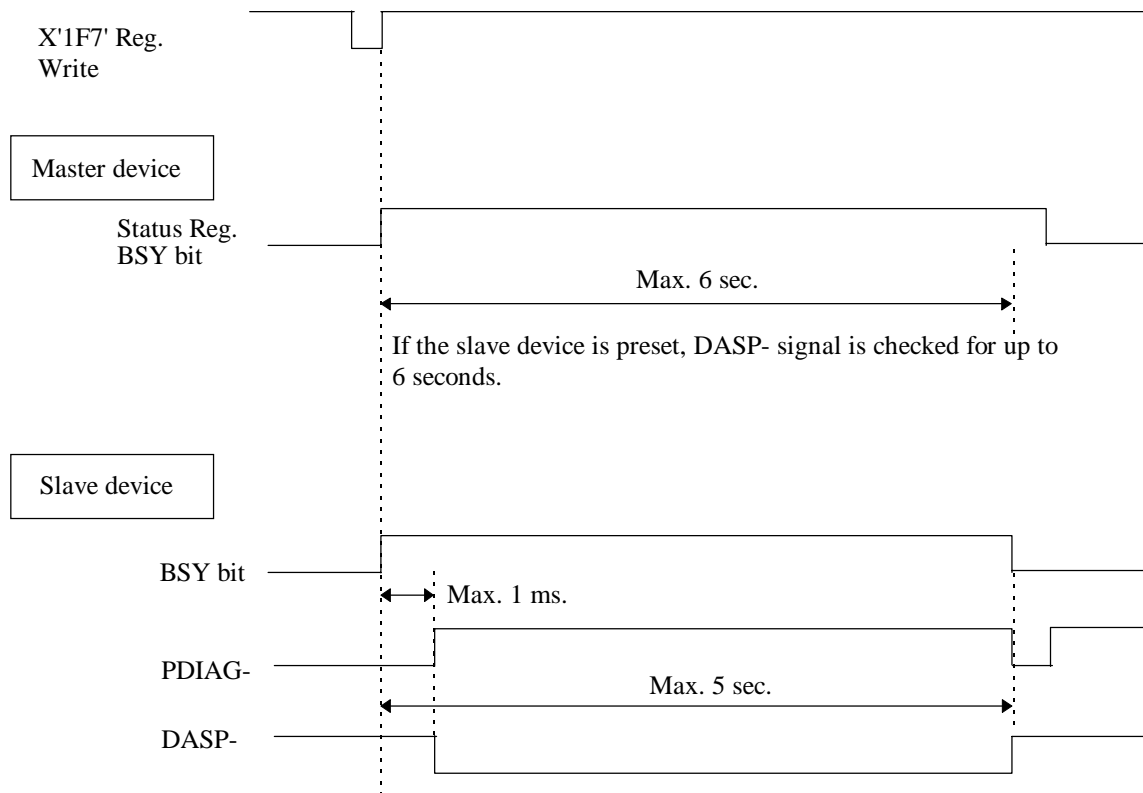 X'1F7' Reg.
Write
Master device
Status Reg.
BSY bit
Max. 6 sec.
If the slave device is preset, DASP- signal is checked for up to
6 seconds.
Slave device
BSY bit
Max. 1 ms.
PDIAG-
Max. 5 sec.
DASP-